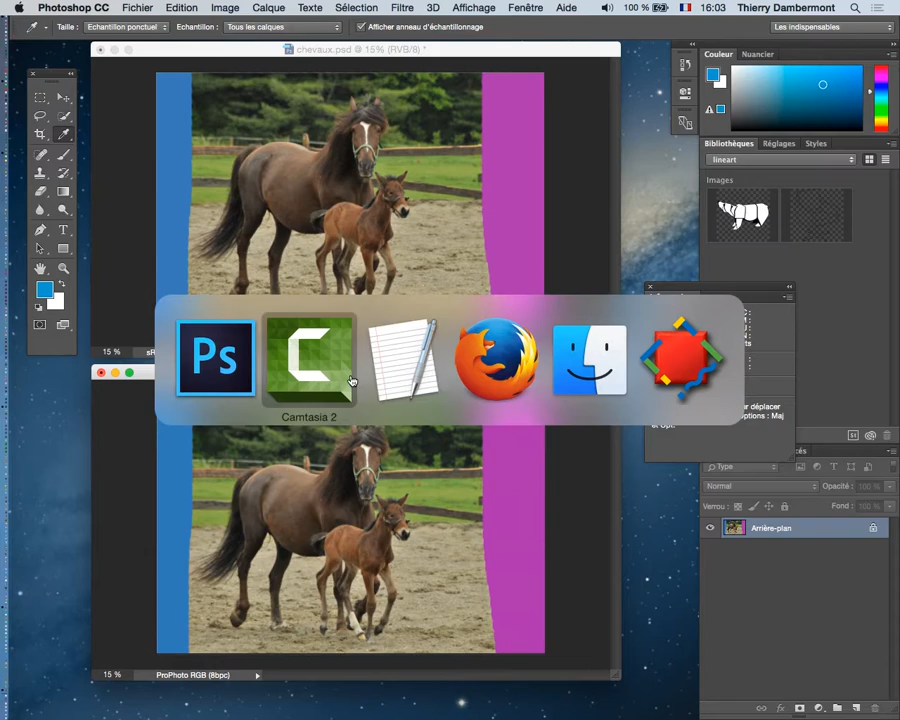 Photoshop CC Fichier Edition Image Calque Texte Sélection Filtre 3D Affichage Fenêtre Aide 100 % 16:03 Thierry Dambermont
Taille : Echantillon ponctuel Echantillon : Tous les calques Afficher anneau d'échantillonnage Les indispensables
chevaux.psd @ 15% (RVB/8) *
Couleur Nuancier
Bibliothèques Réglages Styles
lineart
Images
15 %
Ps
Camtasia 2
15 % ProPhoto RGB (8bpc)
C :
M :
déplacer
options : Maj
et Opt.
Type
Normal Opacité : 100 %
Verrou : Fond : 100 %
Arrière-plan